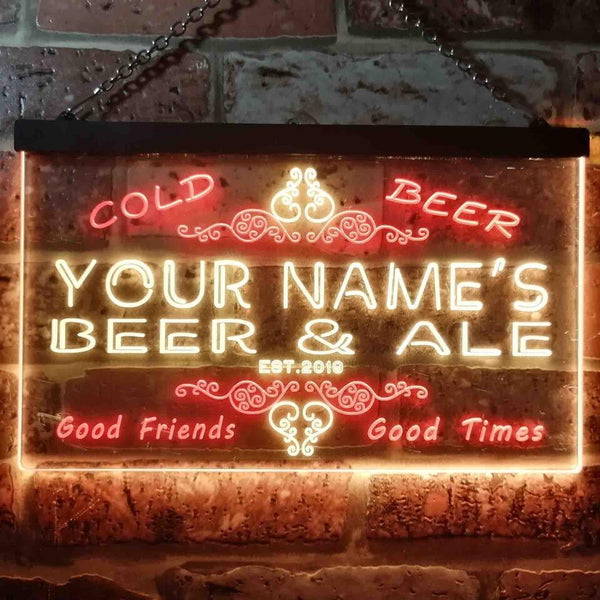 COLD BEER
YOUR NAME'S
BEER & ALE
EST.2019
Good Friends Good Times